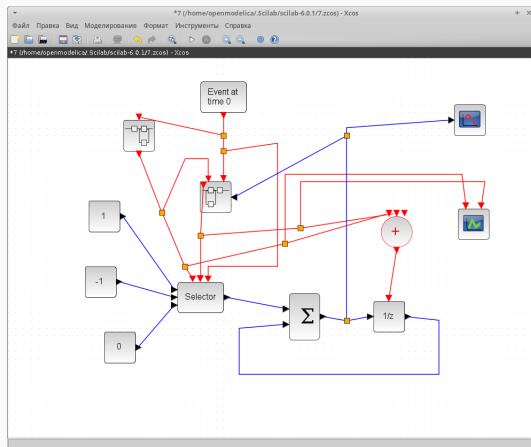 *7 (/home/openmodelica/.Scilab/scilab-6.0.1/7.zcos) - Xcos
Файл Правка Вид Моделирование Формат Инструменты Справка
*7 (/home/openmodelica/.Scilab/scilab-6.0.1/7.zcos) - Xcos
Event at
time 0
1
-1
0
Selector
Σ
+
1/z